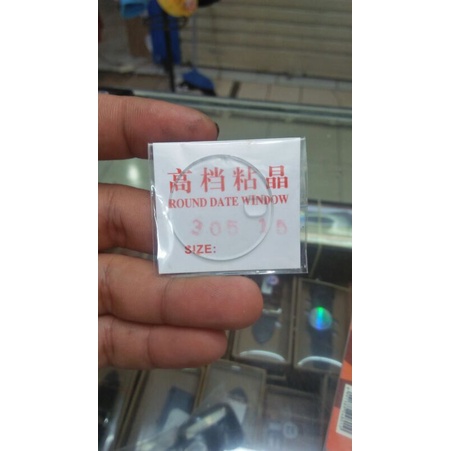 高档粘晶
ROUND DATE WINDOW
305 15
SIZE: